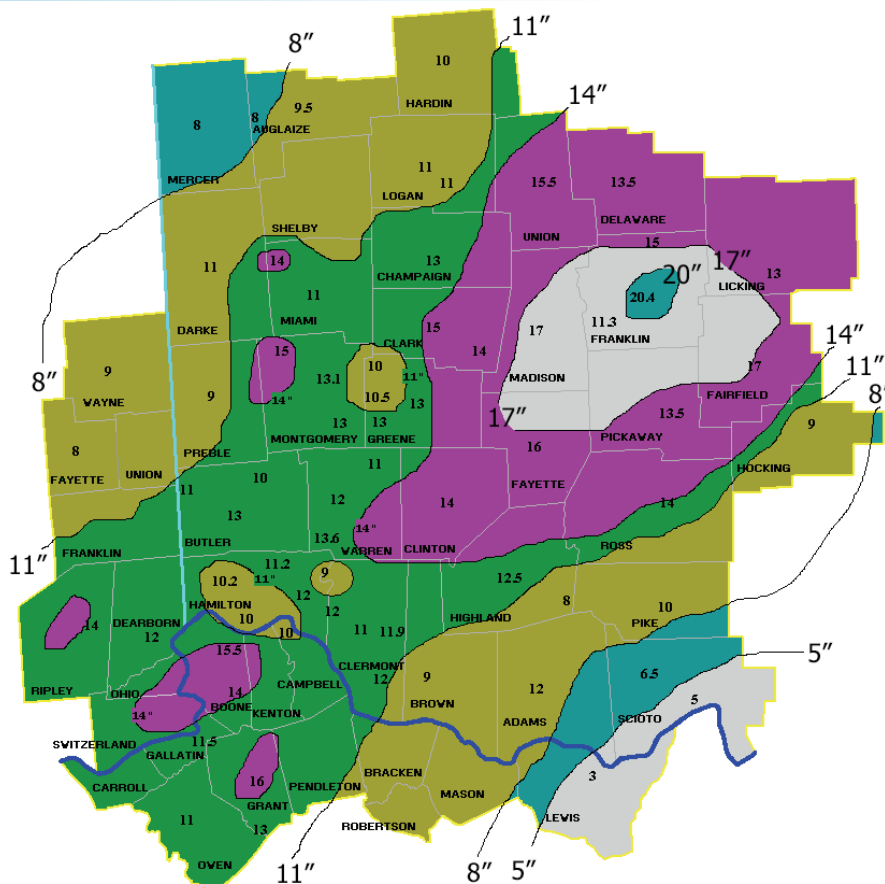 8"
11"
10
HARDIN
9.5
8
8
AUGLAIZE
14"
MERCER
11
11
LOGAN
15.5
13.5
DELAWARE
SHELBY
UNION
15
11
14
13
CHAMPAIGN
17"
20"
13
LICKING
20.4
11
MIAMI
DARKE
CLARK
15
17
11.3
FRANKLIN
14"
8"
9
WAYNE
15
13.1
10
10.5
11"
13
14
MADISON
17
FAIRFIELD
11"
8"
9
14"
13
MONTGOMERY
13
GREENE
17"
13.5
PICKAWAY
9
HOCKING
8
FAYETTE
UNION
PREBLE
11
16
FAYETTE
11
10
12
14
14
13
BUTLER
13.6
14"
WARREN
CLINTON
ROSS
11"
FRANKLIN
11.2
11"
10.2
HAMILTON
9
12
12
12.5
HIGHLAND
8
10
PIKE
14
DEARBORN
12
10
10
11
11.9
CLERMONT
12
5"
RIPLEY
OHIO
15.5
14
BOONE
KENTON
CAMPBELL
9
BROWN
12
ADAMS
6.5
5
SCIOTO
14"
SWITZERLAND
11.5
GALLATIN
CARROLL
16
GRANT
PENDLETON
BRACKEN
MASON
3
LEWIS
11
13
OWEN
ROBERTSON
11"
8"
5"